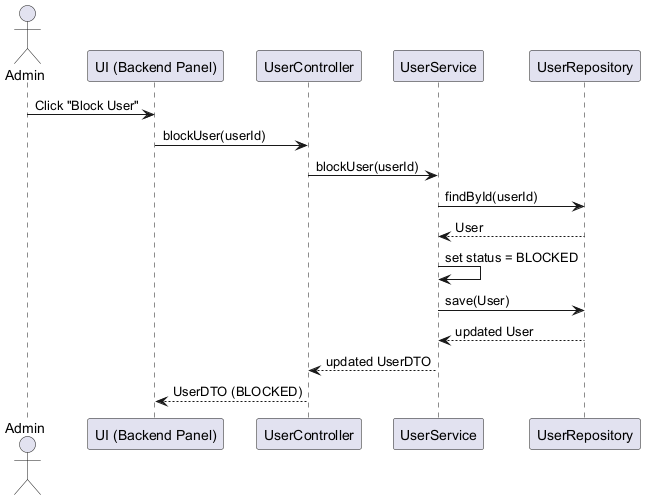 Admin
UI (Backend Panel)
UserController
UserService
UserRepository
Click "Block User"
blockUser(userId)
blockUser(userId)
findById(userId)
User
set status = BLOCKED
save(User)
updated User
updated UserDTO
UserDTO (BLOCKED)
Admin
UI (Backend Panel)
UserController
UserService
UserRepository